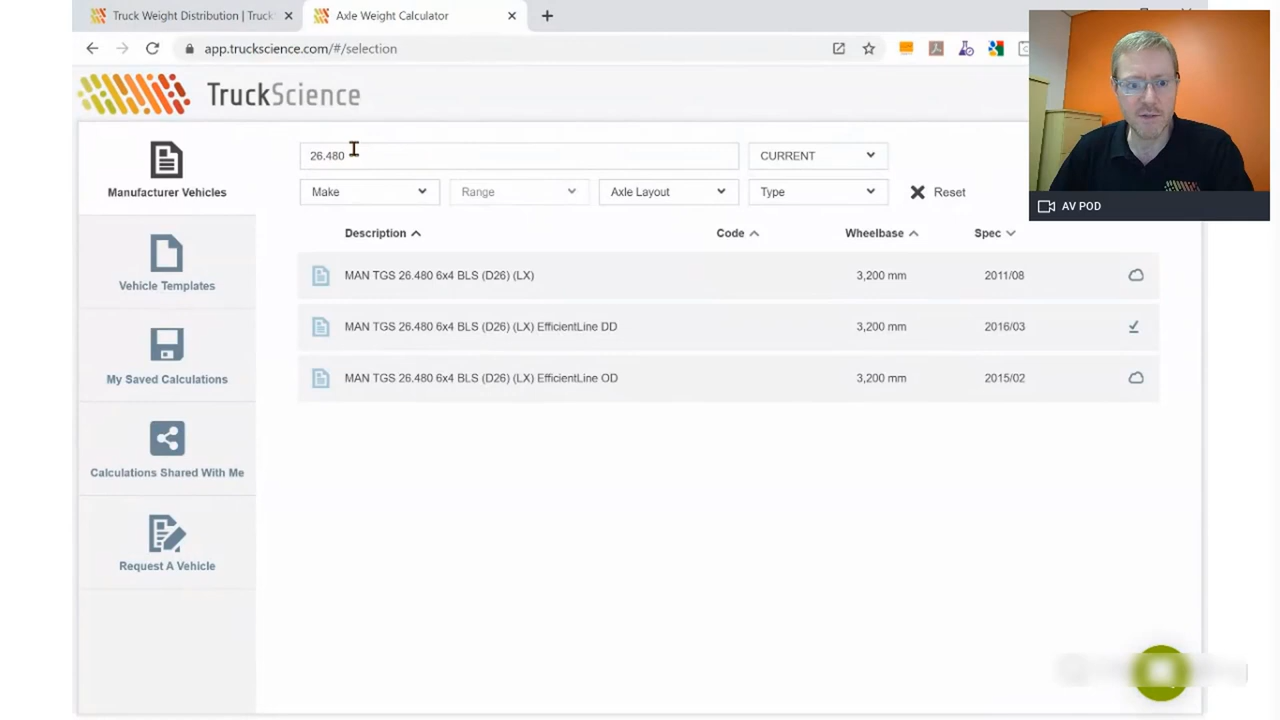 Truck Weight Distribution | Truck
Axle Weight Calculator
app.truckscience.com/#/selection
TruckScience
AV POD
Manufacturer Vehicles
Vehicle Templates
My Saved Calculations
Calculations Shared With Me
Request A Vehicle
26.480
CURRENT
Make
Range
Axle Layout
Type
Reset
Description Code Wheelbase Spec
MAN TGS 26.480 6x4 BLS (D26) (LX) 3,200 mm 2011/08
MAN TGS 26.480 6x4 BLS (D26) (LX) EfficientLine DD 3,200 mm 2016/03
MAN TGS 26.480 6x4 BLS (D26) (LX) EfficientLine OD 3,200 mm 2015/02